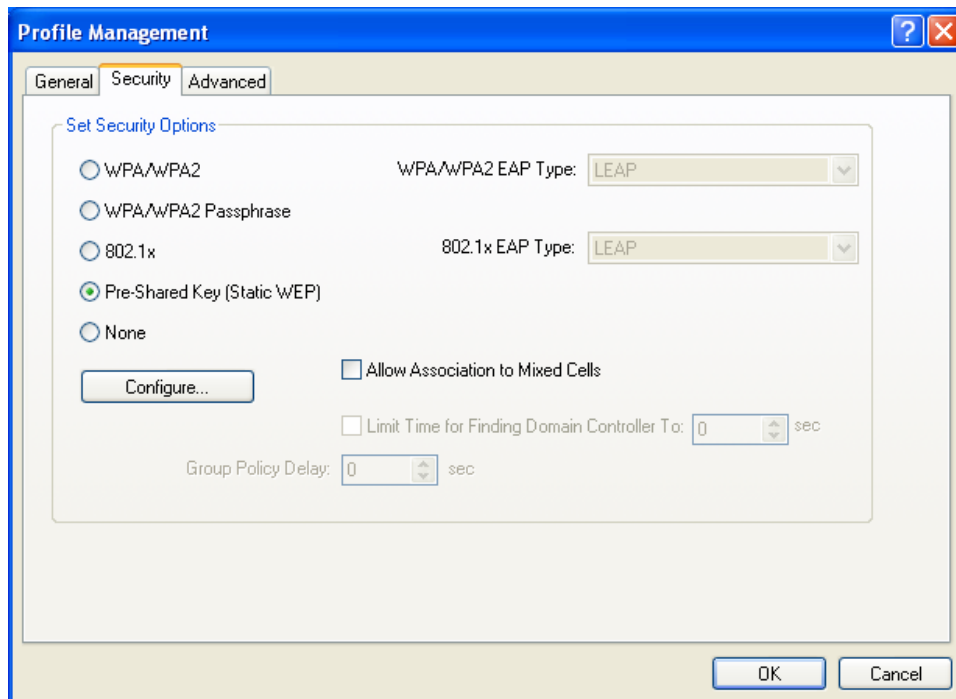 Profile Management
General Security Advanced
Set Security Options
WPA/WPA2 WPA/WPA2 EAP Type: LEAP
WPA/WPA2 Passphrase
802.1x 802.1x EAP Type: LEAP
Pre-Shared Key (Static WEP)
None
Configure... Allow Association to Mixed Cells
Limit Time for Finding Domain Controller To: 0 sec
Group Policy Delay: 0 sec
OK Cancel